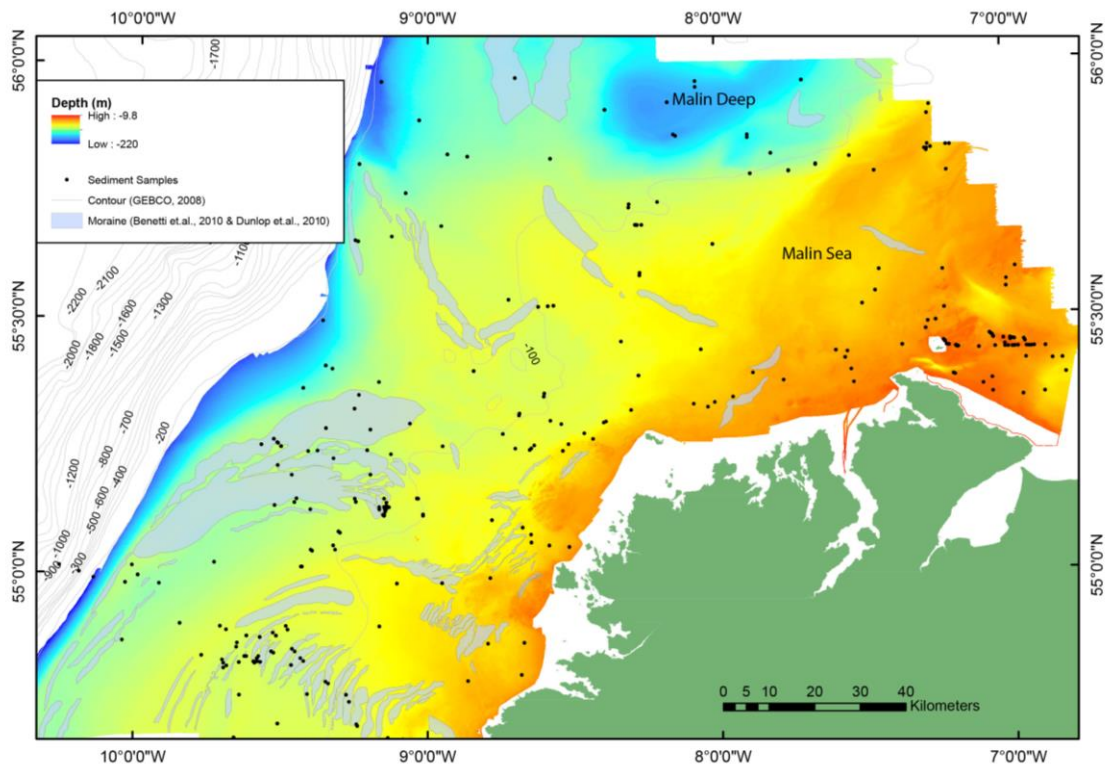 10°0'0"W 9°0'0"W 8°0'0"W 7°0'0"W
56°0'0"N
56°0'0"N
-1700
Depth (m)
High : -9.8
Low : -220
Sediment Samples
Contour (GEBCO, 2008)
Moraine (Benetti et.al., 2010 & Dunlop et.al., 2010)
Malin Deep
Malin Sea
-1100
-2100
-2200
-1300
-1600
-1500
-1800
-2000
55°30'0"N
55°30'0"N
-100
-700
-200
-800
-1200
-400
-600
-500
-1000
-300
-900
55°0'0"N
55°0'0"N
0 5 10 20 30 40
Kilometers
10°0'0"W 9°0'0"W 8°0'0"W 7°0'0"W